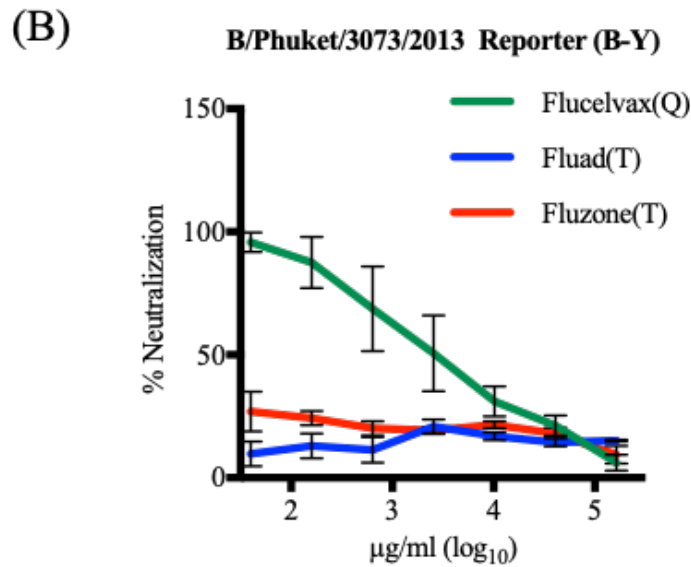 (B)
B/Phuket/3073/2013 Reporter (B-Y)
Flucelvax(Q)
Fluad(T)
Fluzone(T)
% Neutralization
150
100
50
0
2 3 4 5
µg/ml (log10)